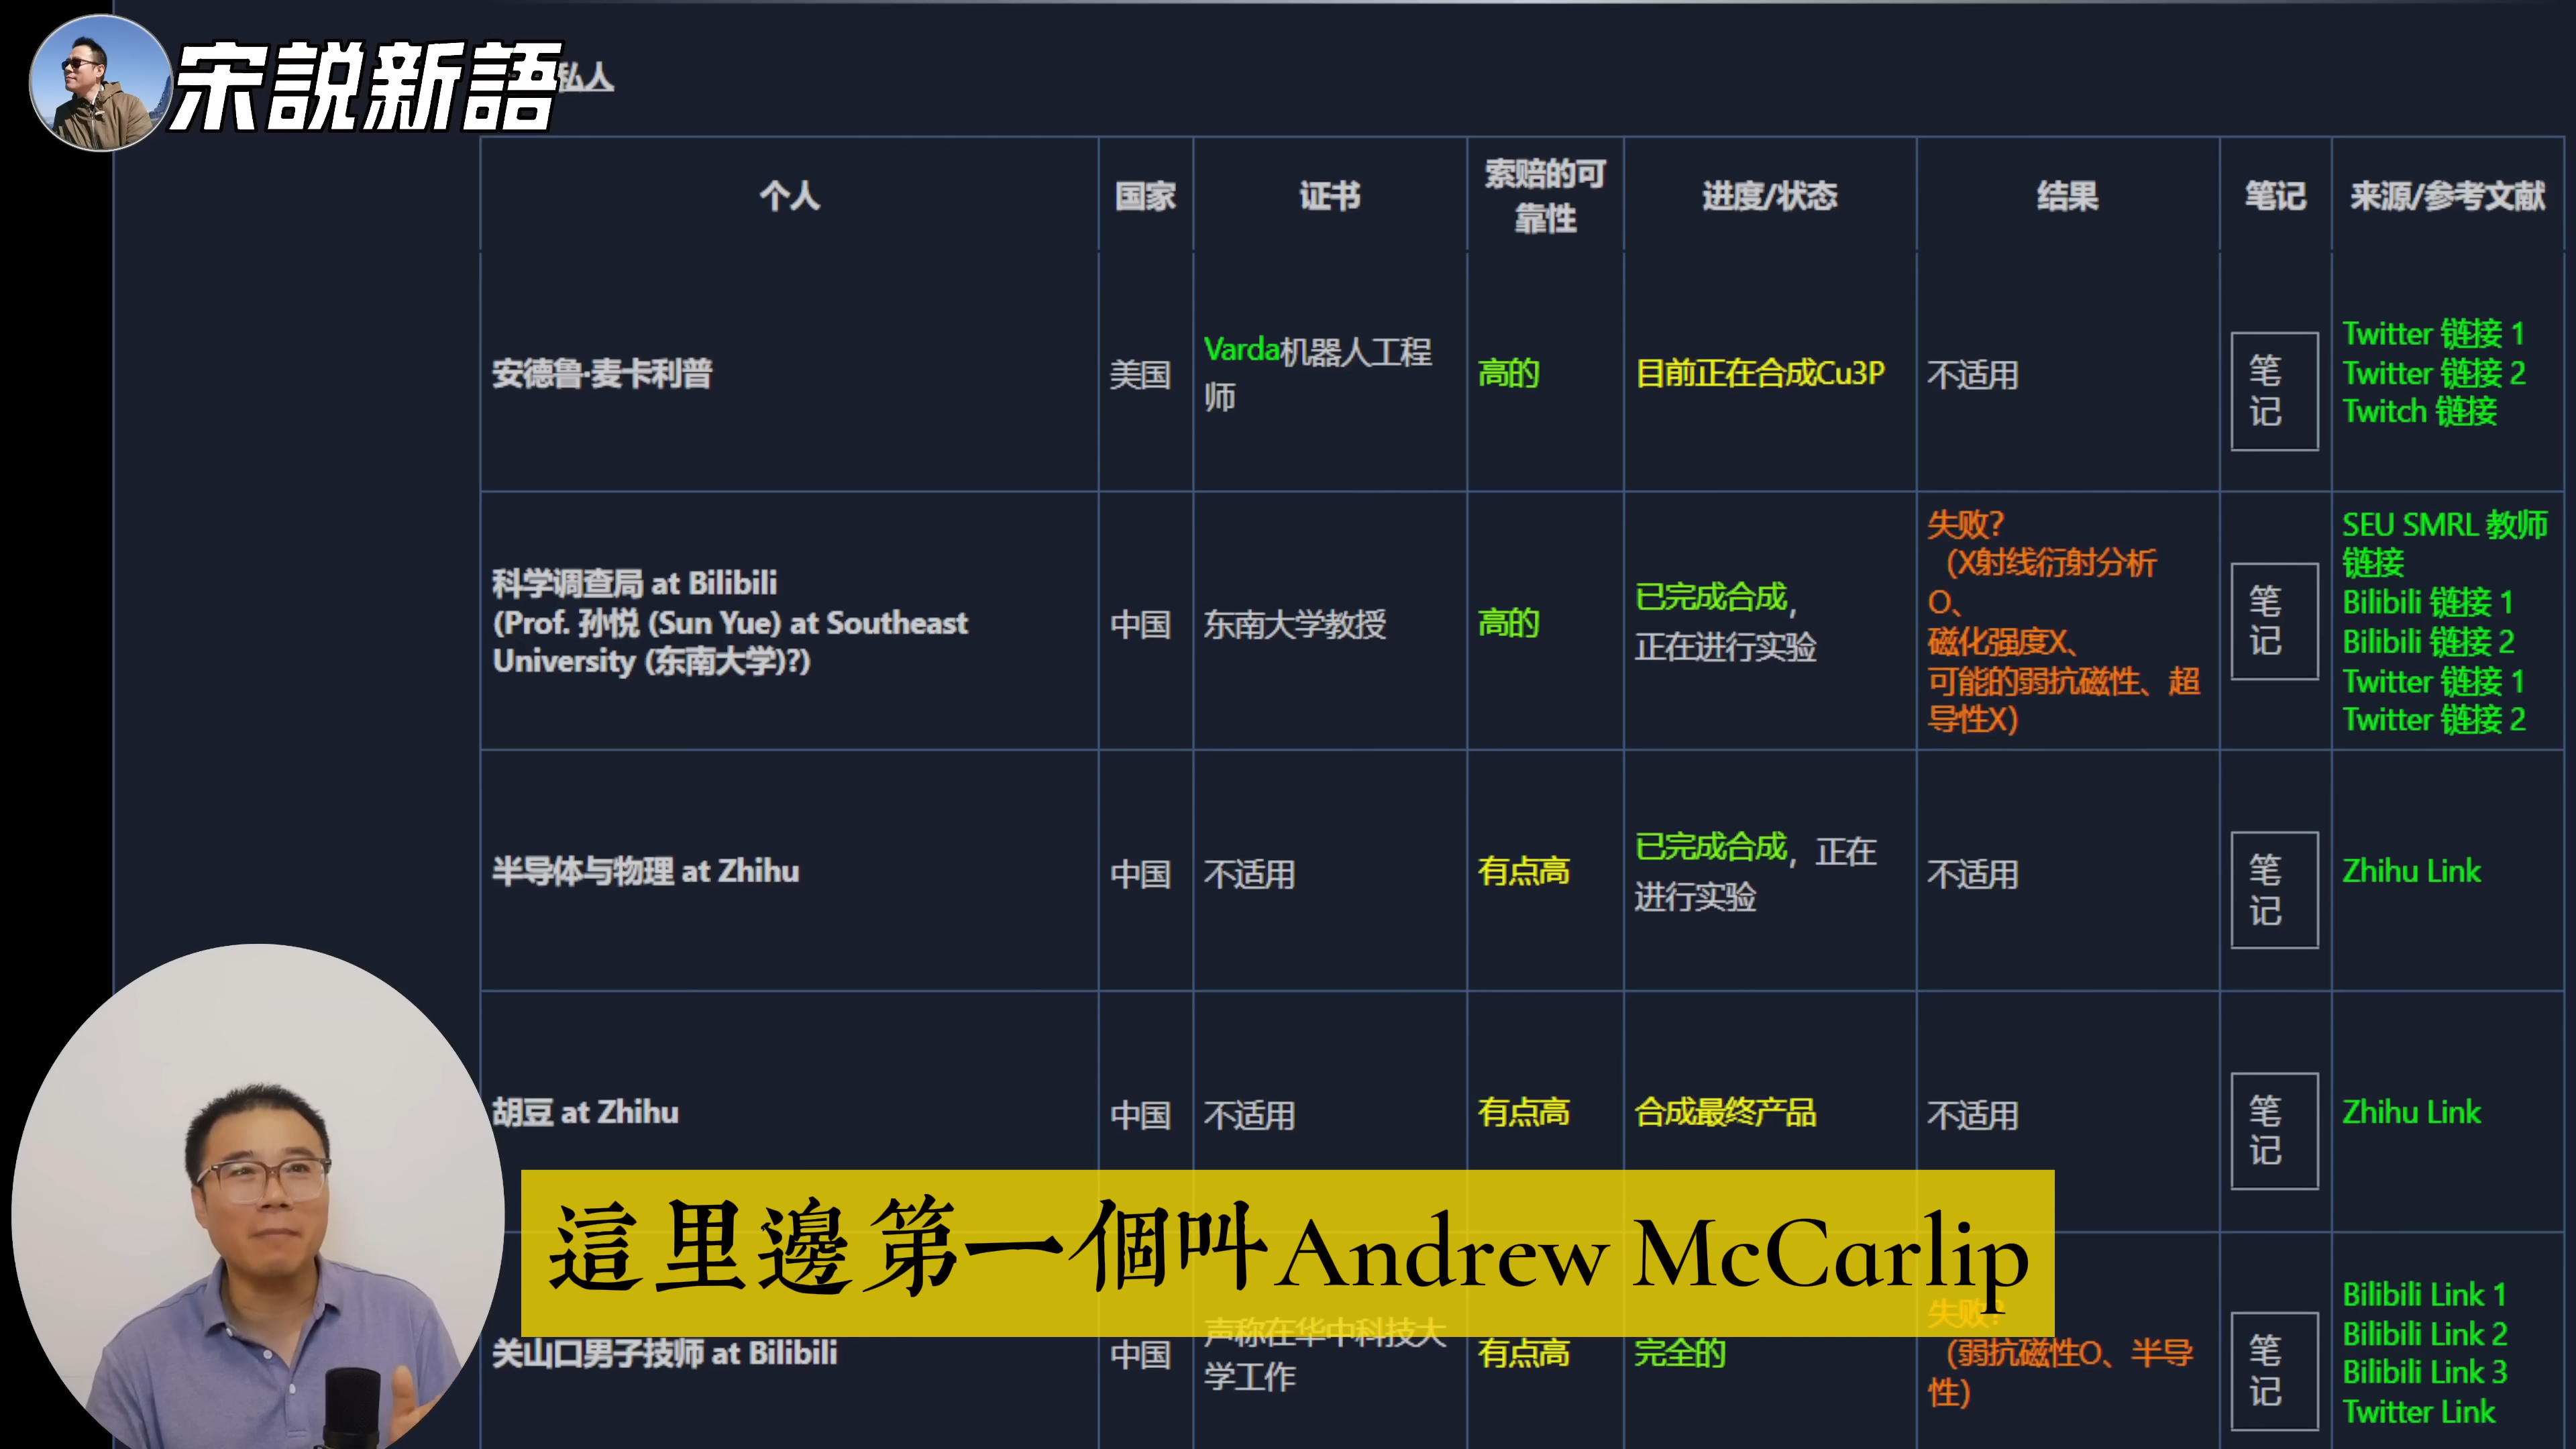 宋説新語
私人
个人
国家
证书
索赔的可
靠性
进度/状态
结果
笔记
来源/参考文献
安德鲁·麦卡利普
美国
Varda机器人工程
师
高的
目前正在合成Cu3P
不适用
笔
记
Twitter 链接 1
Twitter 链接 2
Twitch 链接
科学调查局 at Bilibili
(Prof. 孙悦 (Sun Yue) at Southeast
University (东南大学)?)
中国
东南大学教授
高的
已完成合成，
正在进行实验
失败？
（X射线衍射分析
O、
磁化强度X、
可能的弱抗磁性、超
导性X）
笔
记
SEU SMRL 教师
链接
Bilibili 链接 1
Bilibili 链接 2
Twitter 链接 1
Twitter 链接 2
半导体与物理 at Zhihu
中国
不适用
有点高
已完成合成，正在
进行实验
不适用
笔
记
Zhihu Link
胡豆 at Zhihu
中国
不适用
有点高
合成最终产品
不适用
笔
记
Zhihu Link
关山口男子技师 at Bilibili
中国
声称在华中科技大
学工作
有点高
完全的
失败？
（弱抗磁性O、半导
性）
笔
记
Bilibili Link 1
Bilibili Link 2
Bilibili Link 3
Twitter Link
這里邊第一個叫Andrew McCarlip